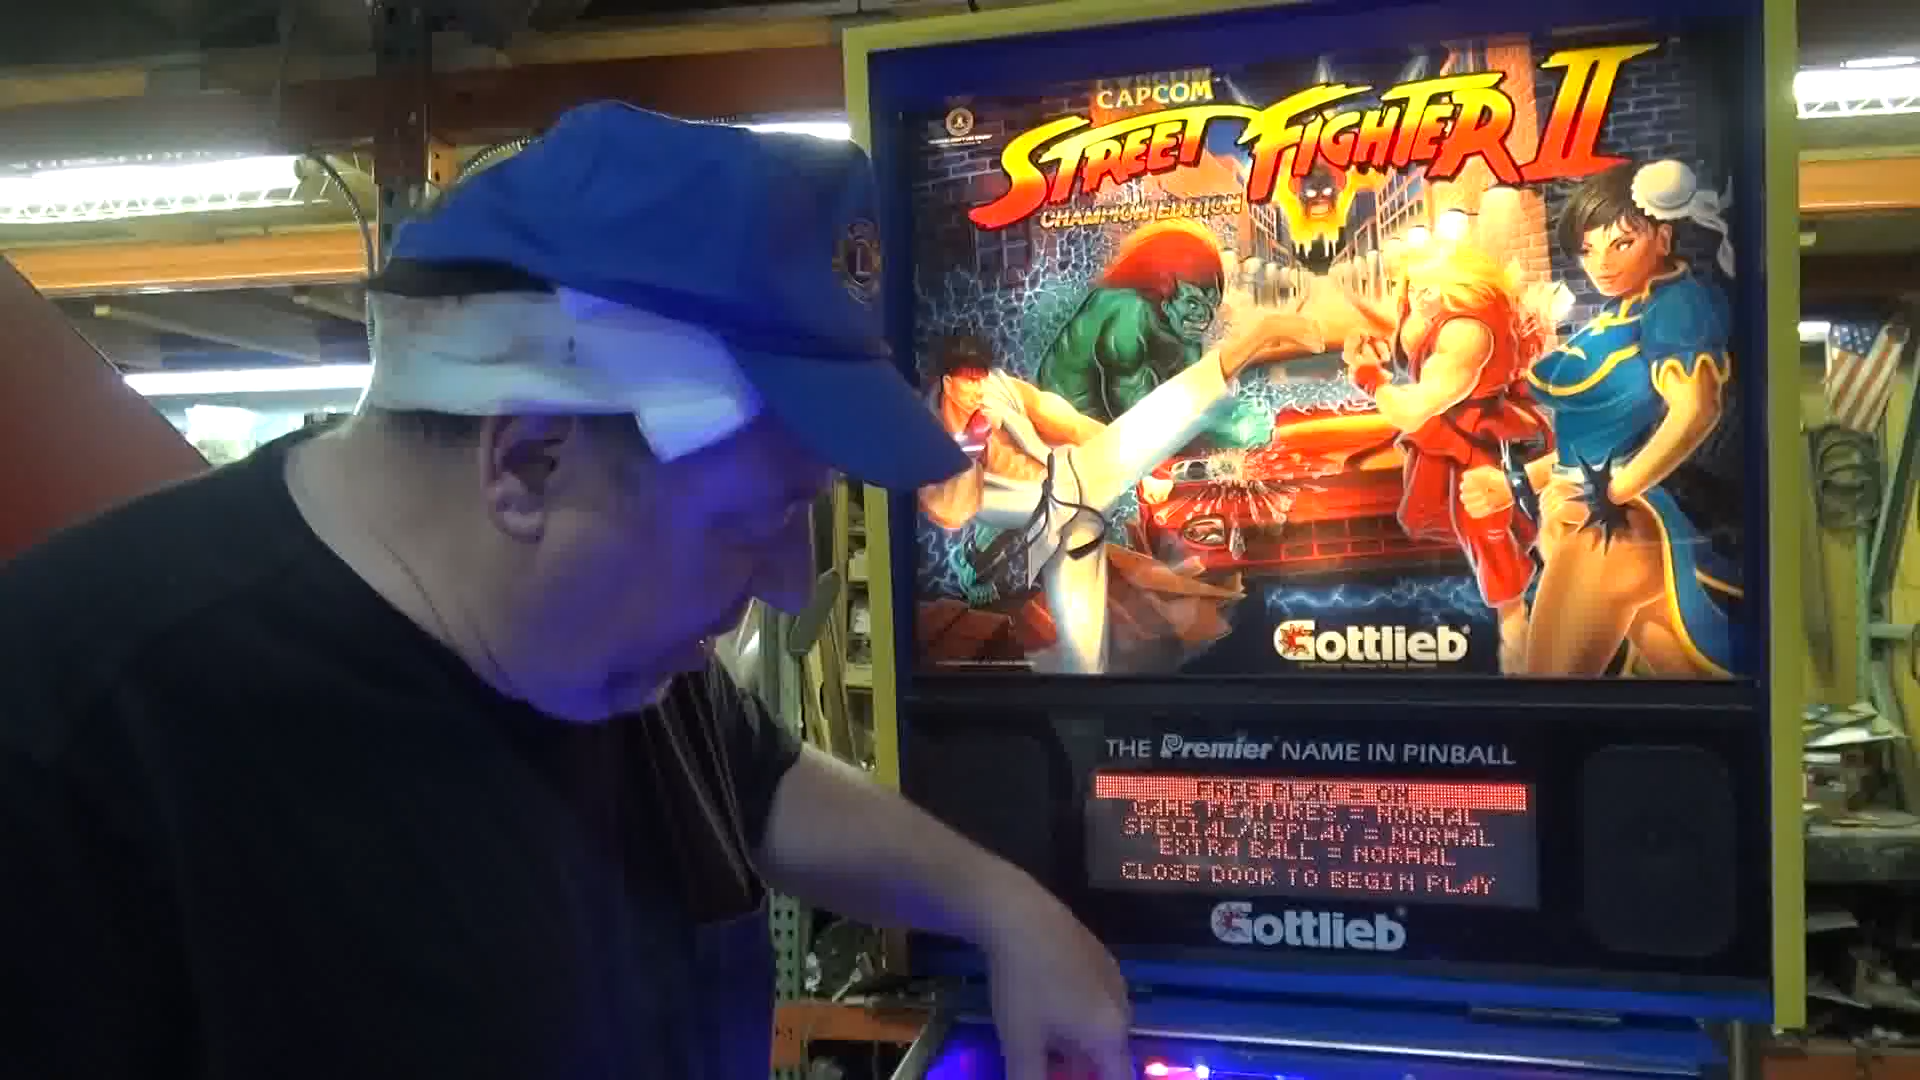 CAPCOM
STREET FIGHTER II
CHAMPION EDITION
L
Gottlieb
THE Premier NAME IN PINBALL
FREE PLAY = ON
GAME FEATURES = NORMAL
SPECIAL/REPLAY = NORMAL
EXTRA BALL = NORMAL
CLOSE DOOR TO BEGIN PLAY
Gottlieb